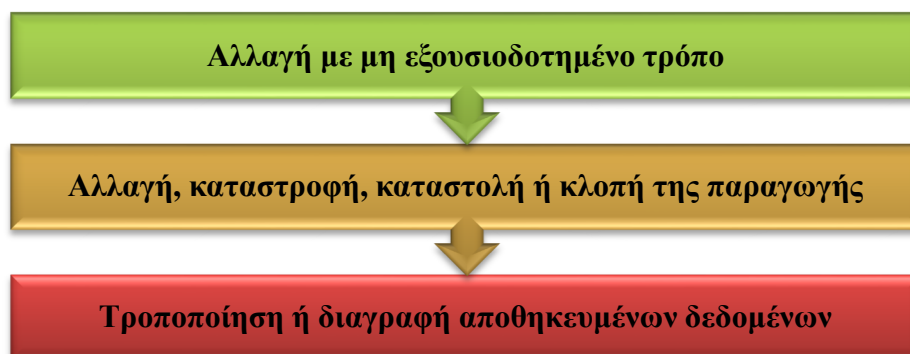 Αλλαγή με μη εξουσιοδοτημένο τρόπο
Αλλαγή, καταστροφή, καταστολή ή κλοπή της παραγωγής
Τροποποίηση ή διαγραφή αποθηκευμένων δεδομένων